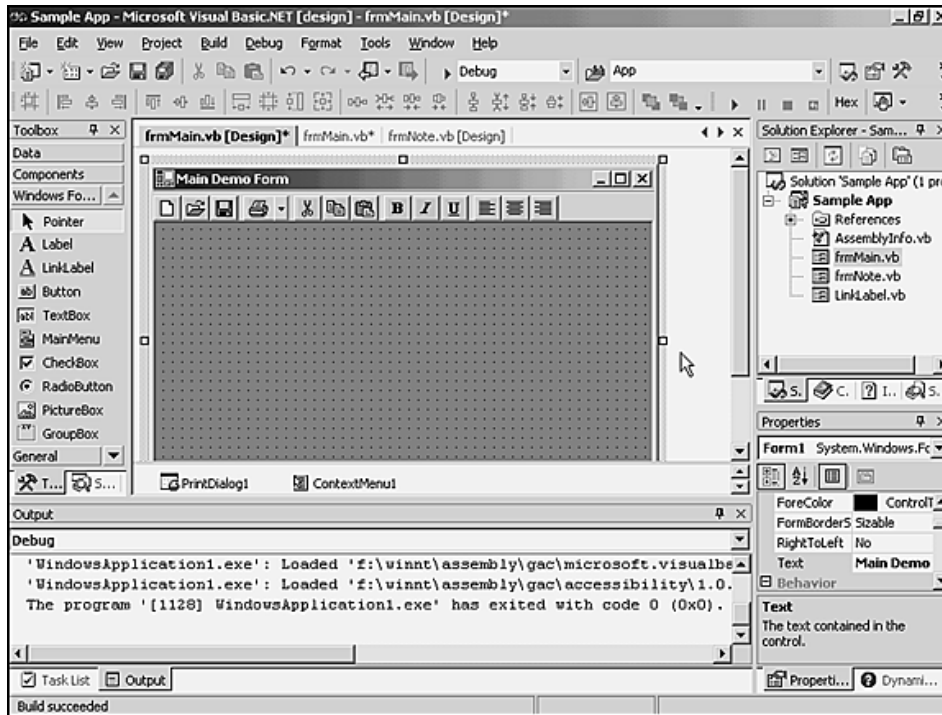 Sample App - Microsoft Visual Basic.NET [design] - frmMain.vb [Design]*
File Edit View Project Build Debug Format Tools Window Help
Debug App
Hex
Toolbox
Data
Components
Windows Fo...
Pointer
A Label
A LinkLabel
ab| Button
abl TextBox
MainMenu
CheckBox
RadioButton
PictureBox
GroupBox
General
T... S...
frmMain.vb [Design]* frmMain.vb* frmNote.vb [Design]
Main Demo Form
B I U
PrintDialog1 ContextMenu1
Solution Explorer - Sam...
Solution 'Sample App' (1 pro
Sample App
References
AssemblyInfo.vb
frmMain.vb
frmNote.vb
LinkLabel.vb
S. C. I.. S.
Properties
Form1 System.Windows.Fc
ForeColor ControlT
FormBorderS Sizable
RightToLeft No
Text Main Demo
Behavior
Text
The text contained in the
control.
Properti... Dynami...
Output
Debug
'WindowsApplication1.exe': Loaded 'f:\winnt\assembly\gac\microsoft.visualba
'WindowsApplication1.exe': Loaded 'f:\winnt\assembly\gac\accessibility\1.0.
The program '[1128] WindowsApplication1.exe' has exited with code 0 (0x0).
Task List Output
Build succeeded